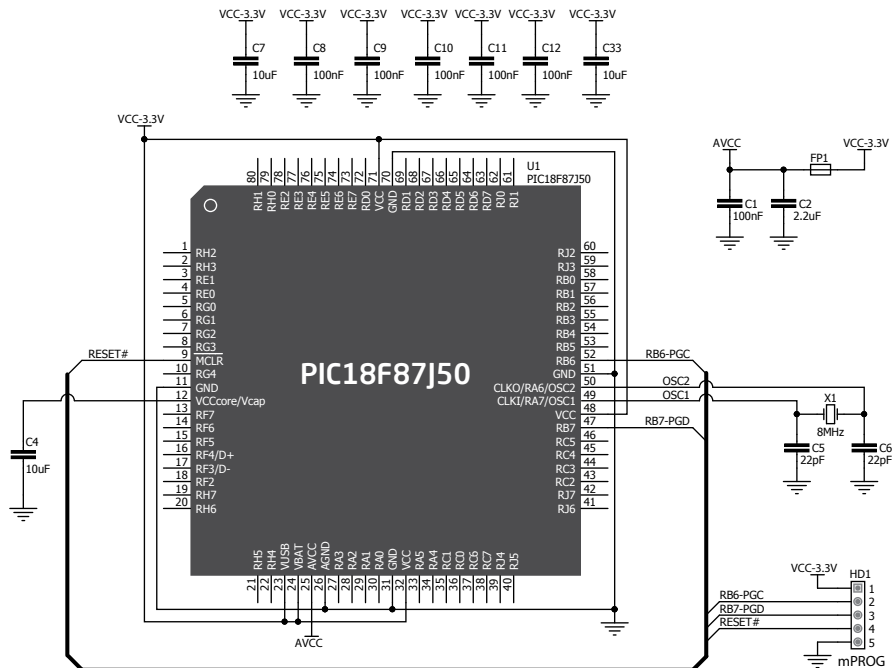 VCC-3.3V VCC-3.3V VCC-3.3V VCC-3.3V VCC-3.3V VCC-3.3V VCC-3.3V
C7 C8 C9 C10 C11 C12 C33
10uF 100nF 100nF 100nF 100nF 100nF 10uF
VCC-3.3V
AVCC VCC-3.3V
FP1
C1 C2
100nF 2.2uF
U1
PIC18F87J50
80 79 78 77 76 75 74 73 72 71 70 69 68 67 66 65 64 63 62 61
RH1 RH0 RE2 RE3 RE4 RE5 RE6 RE7 RD0 VCC GND RD1 RD2 RD3 RD4 RD5 RD6 RD7 RJ0 RJ1
1 RH2 RJ2 60
2 RH3 RJ3 59
3 RE1 RB0 58
4 RE0 RB1 57
5 RG0 RB2 56
6 RG1 RB3 55
7 RG2 RB4 54
8 RG3 RB5 53
RESET# 9 MCLR RB6 52 RB6-PGC
10 RG4 GND 51
PIC18F87J50
11 GND CLKO/RA6/OSC2 50 OSC2
12 VCCcore/Vcap CLKI/RA7/OSC1 49 OSC1
13 RF7 VCC 48
14 RF6 RB7 47 RB7-PGD
15 RF5 RC5 46
16 RF4/D+ RC4 45
17 RF3/D- RC3 44
18 RF2 RC2 43
19 RH7 RJ7 42
20 RH6 RJ6 41
X1
8MHz
C4
10uF
C5 C6
22pF 22pF
RH5 RH4 VUSB VBAT AVCC AGND RA3 RA2 RA1 RA0 GND VCC RA5 RA4 RC1 RC0 RC6 RC7 RJ4 RJ5
21 22 23 24 25 26 27 28 29 30 31 32 33 34 35 36 37 38 39 40
AVCC
VCC-3.3V HD1
1
RB6-PGC 2
RB7-PGD 3
RESET# 4
5
mPROG